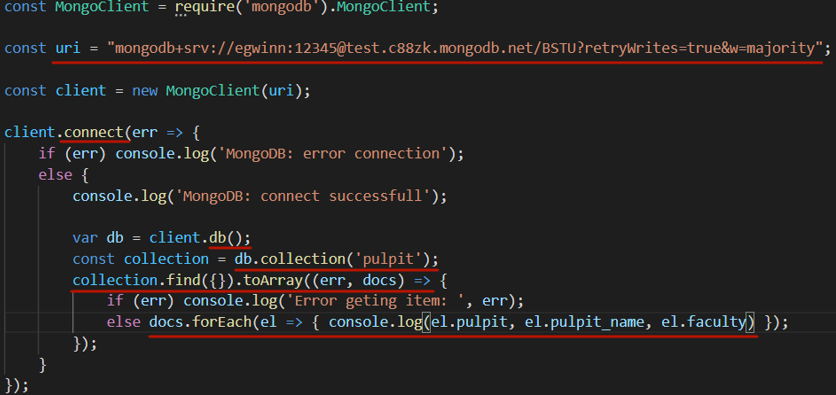 const MongoClient = require('mongodb').MongoClient;
const uri = "mongodb+srv://egwinn:12345@test.c88zk.mongodb.net/BSTU?retryWrites=true&w=majority";
const client = new MongoClient(uri);
client.connect(err => {
if (err) console.log('MongoDB: error connection');
else {
console.log('MongoDB: connect successfull');
var db = client.db();
const collection = db.collection('pulpit');
collection.find({}).toArray((err, docs) => {
if (err) console.log('Error geting item: ', err);
else docs.forEach(el => { console.log(el.pulpit, el.pulpit_name, el.faculty) });
});
}
});